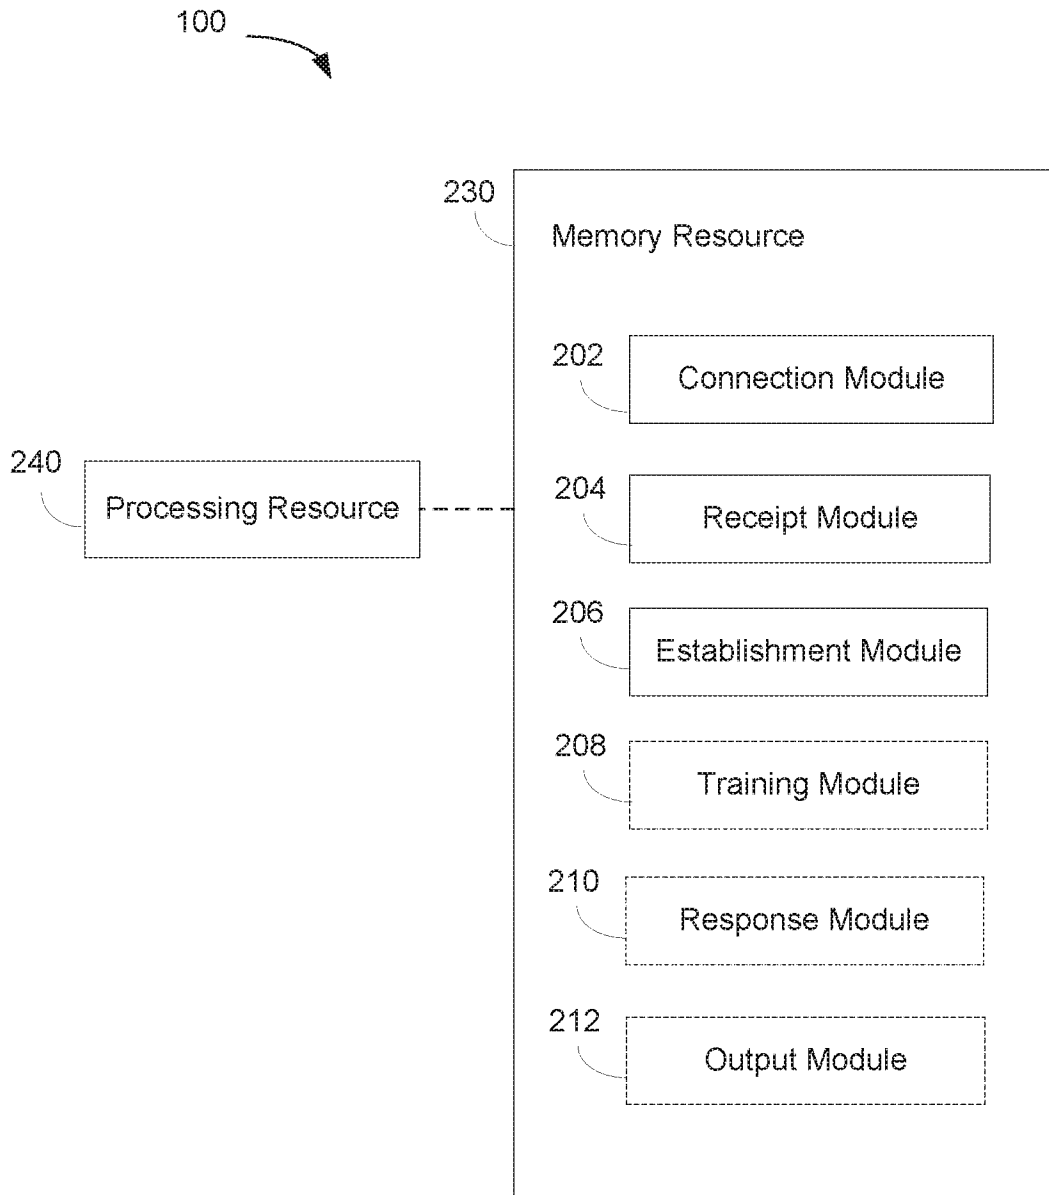 100
230
Memory Resource
202
Connection Module
240
Processing Resource
204
Receipt Module
206
Establishment Module
208
Training Module
210
Response Module
212
Output Module